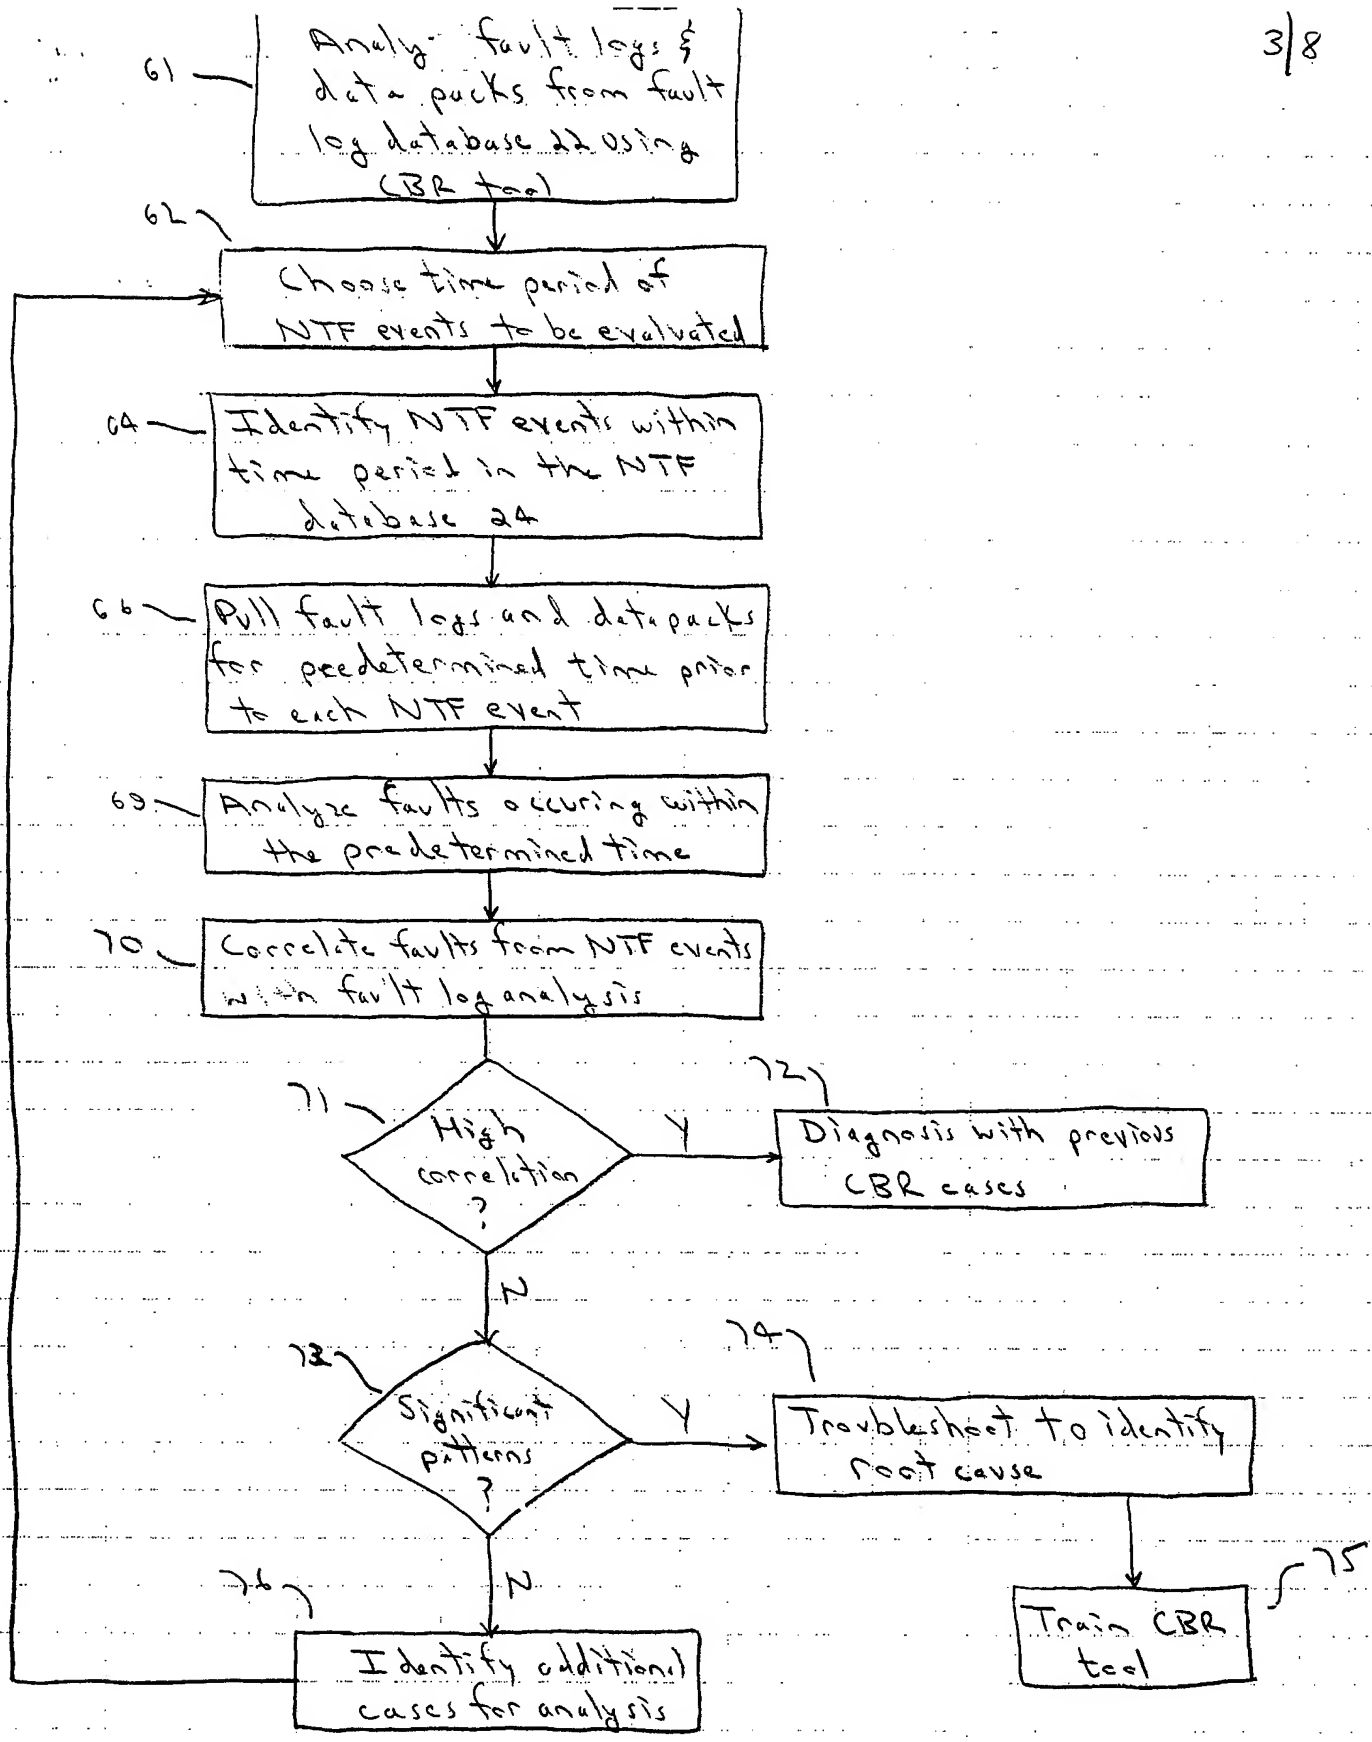 3/8
61
Analy fault logs &
data packs from fault
log database 22 using
CBR tool
62
Choose time period of
NTF events to be evaluated
64
Identify NTF events within
time period in the NTF
database 24
66
Pull fault logs and datapacks
for predetermined time prior
to each NTF event
69
Analyze faults occuring within
the predetermined time
70
Correlate faults from NTF events
with fault log analysis
71
High
correlation
?
Y
72
Diagnosis with previous
CBR cases
N
73
Significant
patterns
?
Y
74
Troubleshoot to identify
root cause
N
75
Train CBR
tool
76
Identify additional
cases for analysis